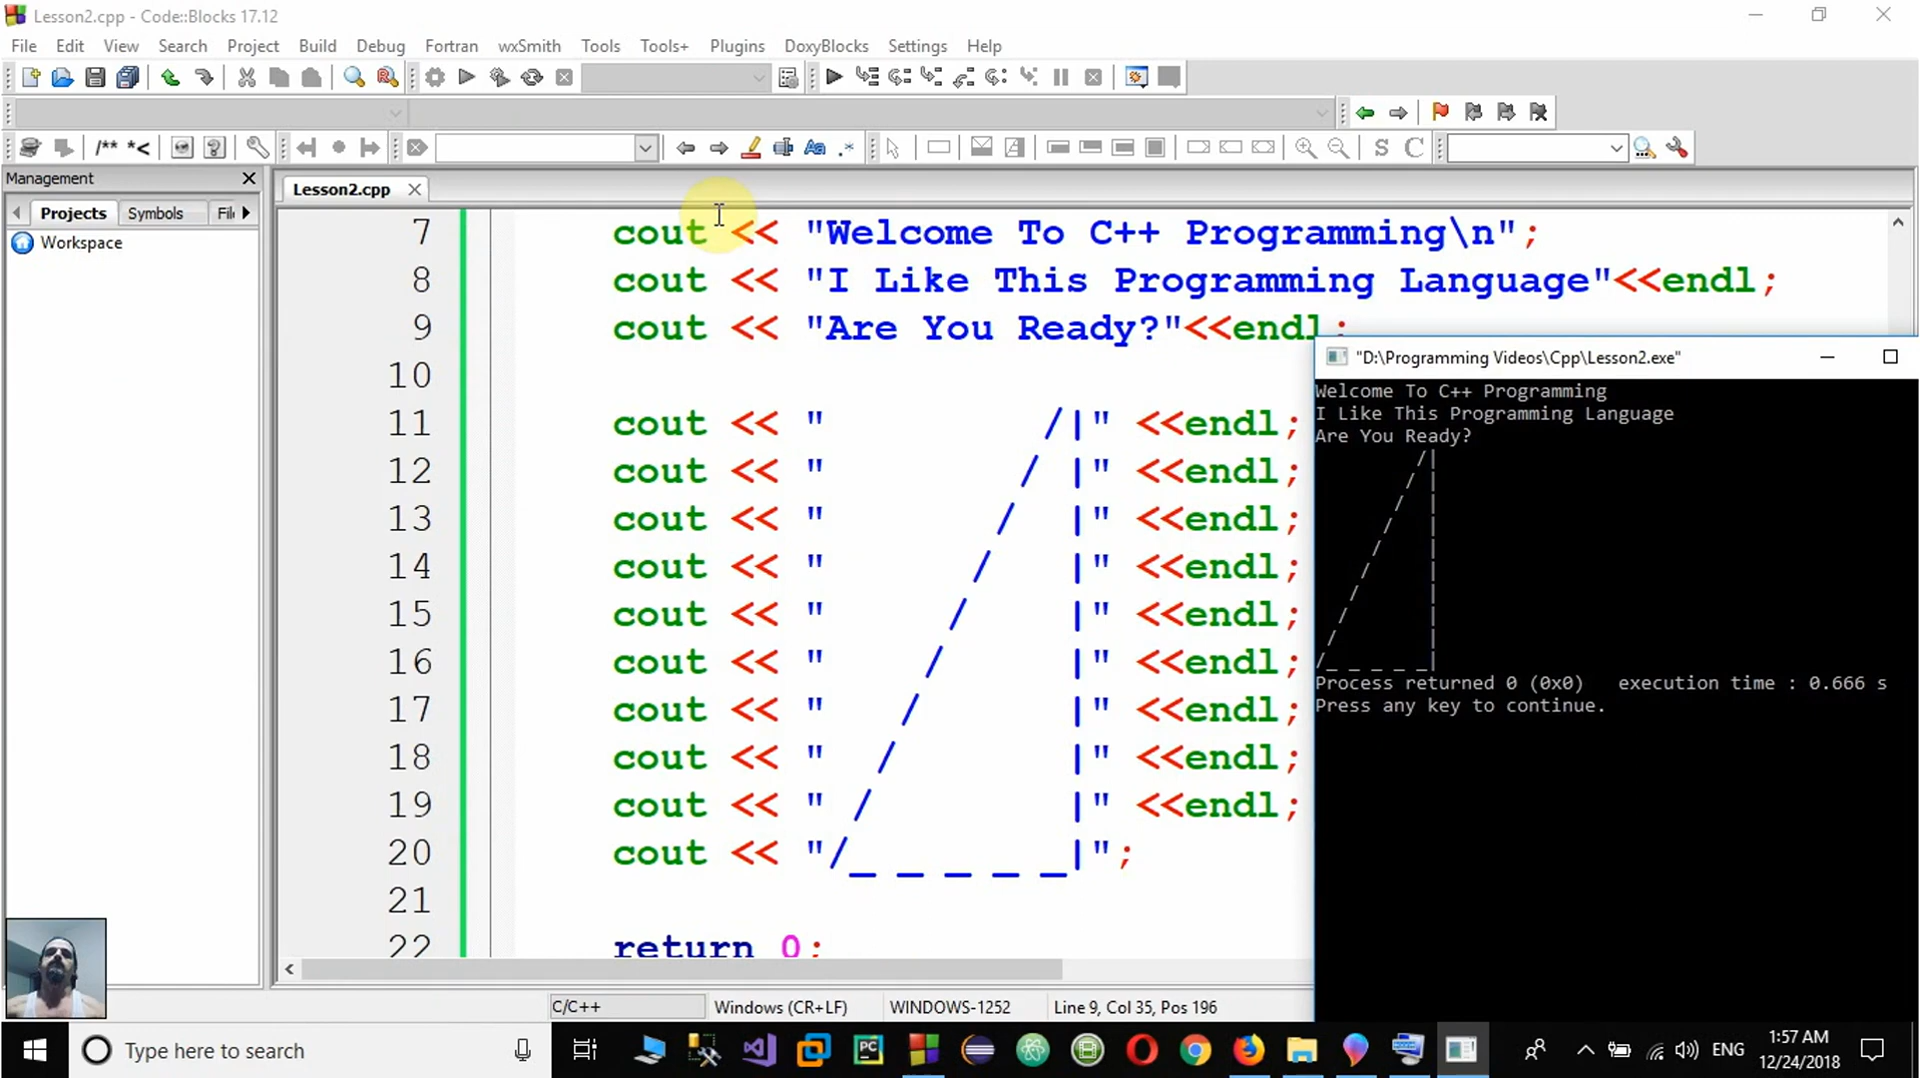 Lesson2.cpp - Code::Blocks 17.12
File Edit View Search Project Build Debug Fortran wxSmith Tools Tools+ Plugins DoxyBlocks Settings Help
/** *<
S C
Management
Projects Symbols Fil
Workspace
Lesson2.cpp
7 cout << "Welcome To C++ Programming\n";
8 cout << "I Like This Programming Language"<<endl;
9 cout << "Are You Ready?"<<endl;
10
11 cout << "         /|" <<endl;
12 cout << "        / |" <<endl;
13 cout << "       /  |" <<endl;
14 cout << "      /   |" <<endl;
15 cout << "     /    |" <<endl;
16 cout << "    /     |" <<endl;
17 cout << "   /      |" <<endl;
18 cout << "  /       |" <<endl;
19 cout << " /        |" <<endl;
20 cout << "/_ _ _ _ _|";
21
22 return 0;
"D:\Programming Videos\Cpp\Lesson2.exe"
Welcome To C++ Programming
I Like This Programming Language
Are You Ready?
         /|
        / |
       /  |
      /   |
     /    |
    /     |
   /      |
  /       |
 /        |
/_ _ _ _ _|
Process returned 0 (0x0)   execution time : 0.666 s
Press any key to continue.
C/C++ Windows (CR+LF) WINDOWS-1252 Line 9, Col 35, Pos 196
Type here to search
PC
ENG
1:57 AM
12/24/2018